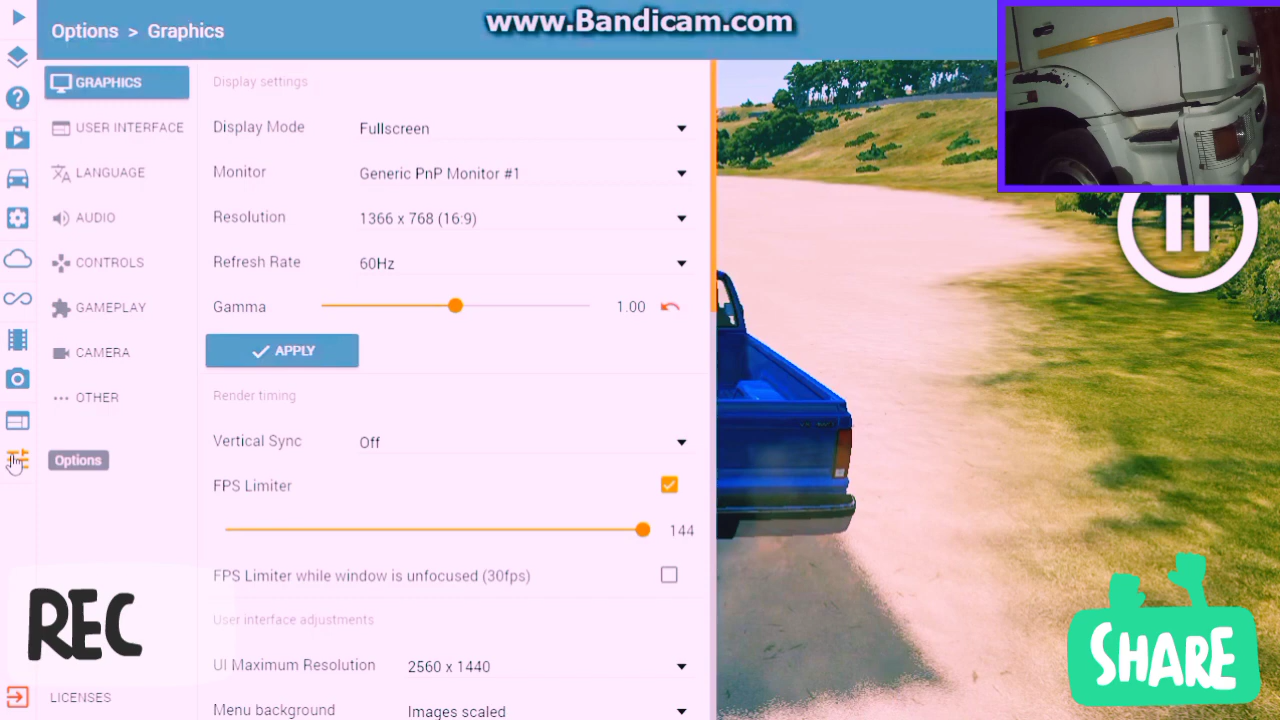 www.Bandicam.com
Options > Graphics
GRAPHICS
USER INTERFACE
LANGUAGE
AUDIO
CONTROLS
GAMEPLAY
CAMERA
OTHER
Options
LICENSES
Display settings
Display Mode Fullscreen
Monitor Generic PnP Monitor #1
Resolution 1366 x 768 (16:9)
Refresh Rate 60Hz
Gamma 1.00
APPLY
Render timing
Vertical Sync Off
FPS Limiter
144
FPS Limiter while window is unfocused (30fps)
User interface adjustments
UI Maximum Resolution 2560 x 1440
Menu background Images scaled
REC
SHARE